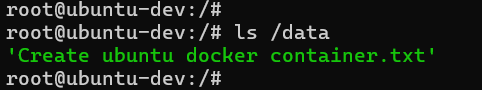 root@ubuntu-dev:/#
root@ubuntu-dev:/# ls /data
'Create ubuntu docker container.txt'
root@ubuntu-dev:/#